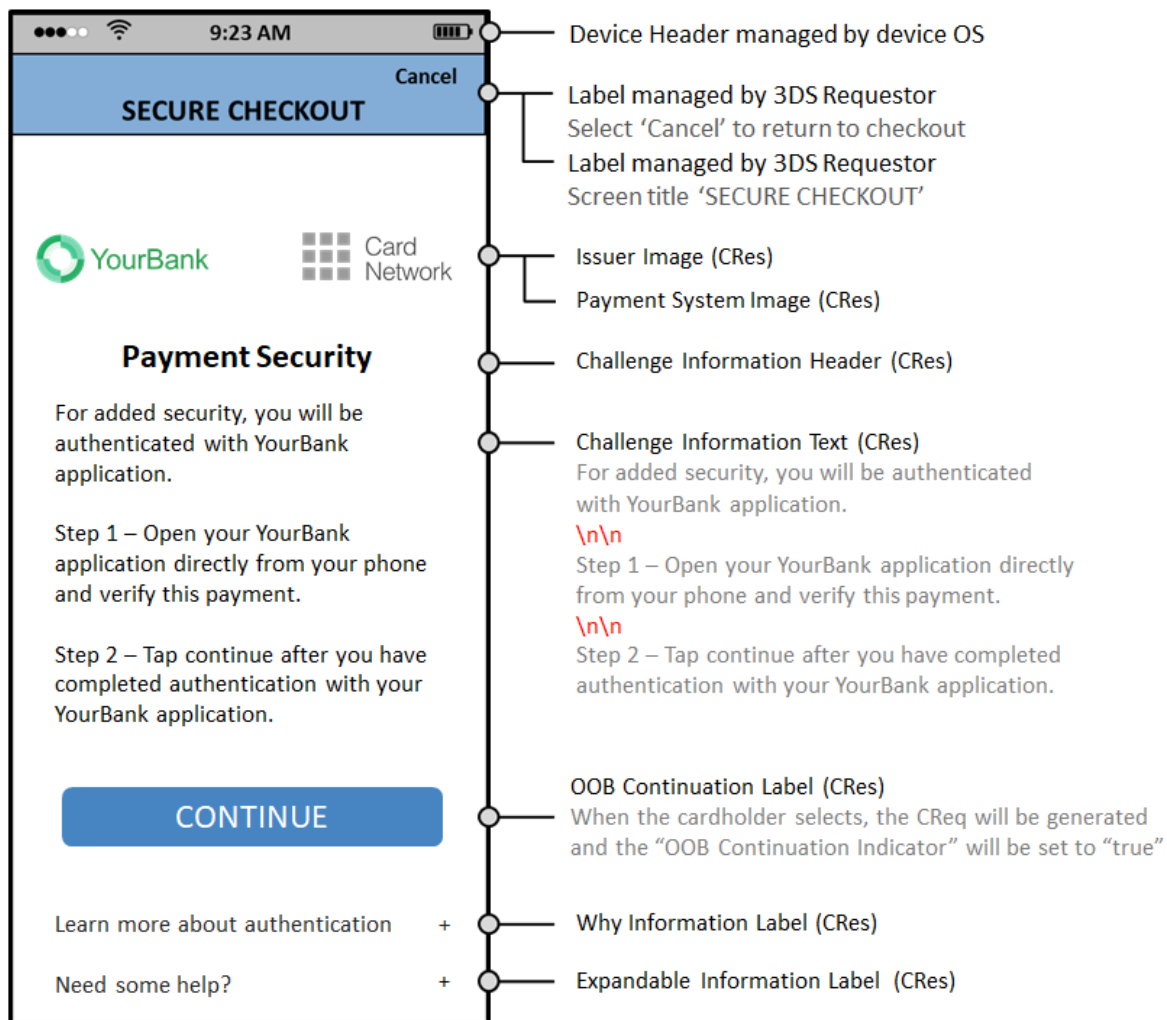 9:23 AM
Cancel
SECURE CHECKOUT
YourBank
Card
Network
Payment Security
For added security, you will be
authenticated with YourBank
application.
Step 1 – Open your YourBank
application directly from your phone
and verify this payment.
Step 2 – Tap continue after you have
completed authentication with your
YourBank application.
CONTINUE
Learn more about authentication +
Need some help? +
Device Header managed by device OS
Label managed by 3DS Requestor
Select ‘Cancel’ to return to checkout
Label managed by 3DS Requestor
Screen title ‘SECURE CHECKOUT’
Issuer Image (CRes)
Payment System Image (CRes)
Challenge Information Header (CRes)
Challenge Information Text (CRes)
For added security, you will be authenticated
with YourBank application.
\n\n
Step 1 – Open your YourBank application directly
from your phone and verify this payment.
\n\n
Step 2 – Tap continue after you have completed
authentication with your YourBank application.
OOB Continuation Label (CRes)
When the cardholder selects, the CReq will be generated
and the “OOB Continuation Indicator” will be set to “true”
Why Information Label (CRes)
Expandable Information Label (CRes)